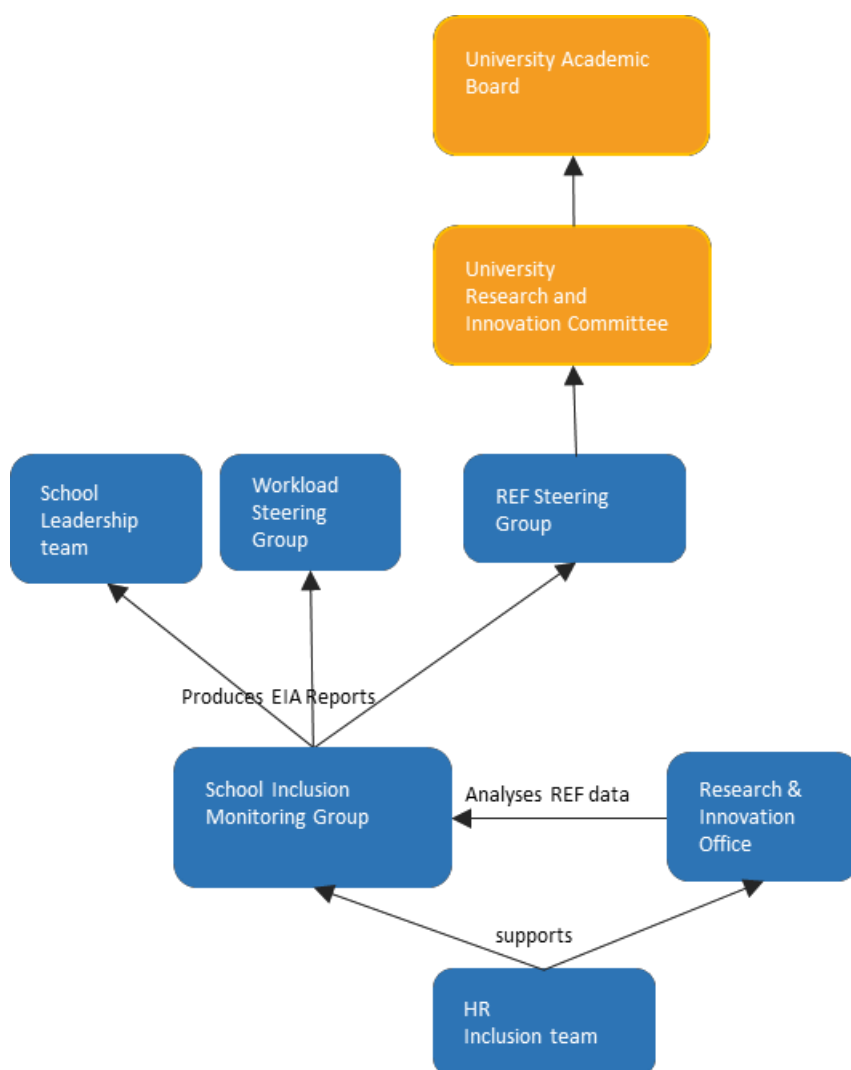 University Academic
Board
University
Research and
Innovation Committee
School
Leadership
team
Workload
Steering
Group
REF Steering
Group
Produces EIA Reports
School Inclusion
Monitoring Group
Analyses REF data
Research &
Innovation
Office
supports
HR
Inclusion team